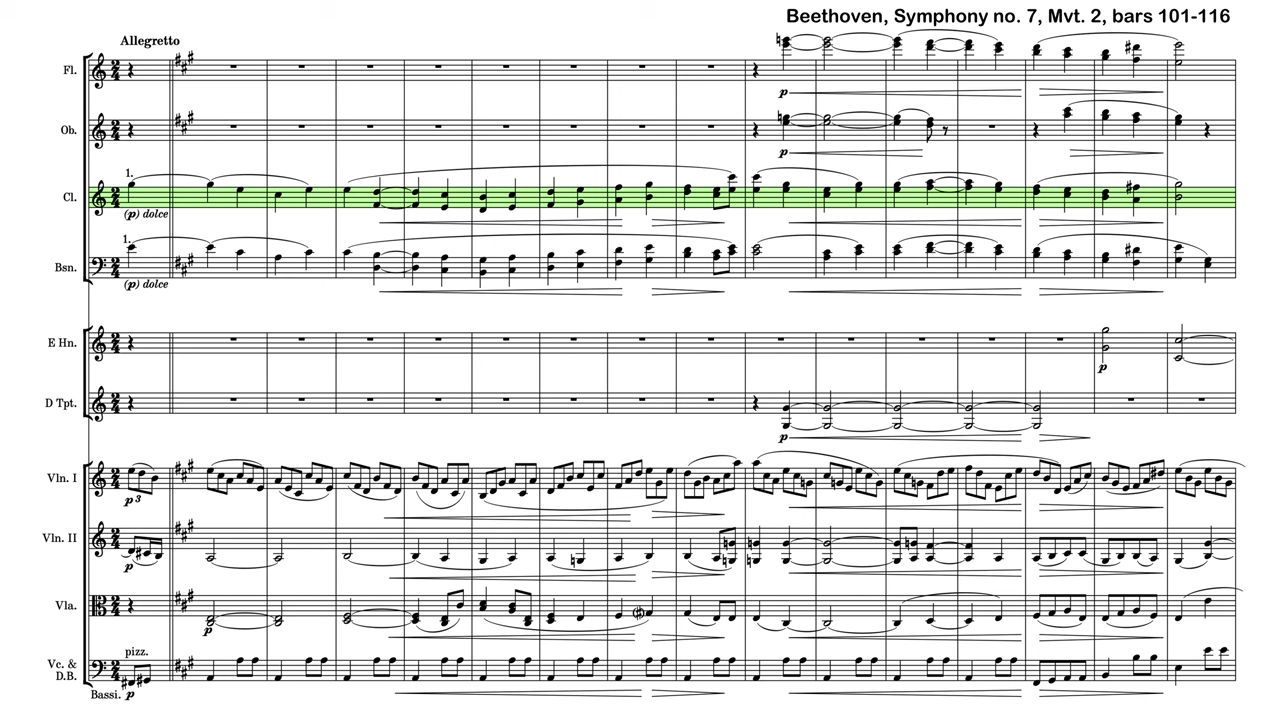 Beethoven, Symphony no. 7, Mvt. 2, bars 101-116
Allegretto
Fl.
p
Ob.
p
1.
Cl.
(p) dolce
1.
Bsn.
(p) dolce
E Hn.
p
D Tpt.
p
Vln. I
p 3
Vln. II
p
Vla.
p
pizz.
Vc. &
D.B.
Bassi. p